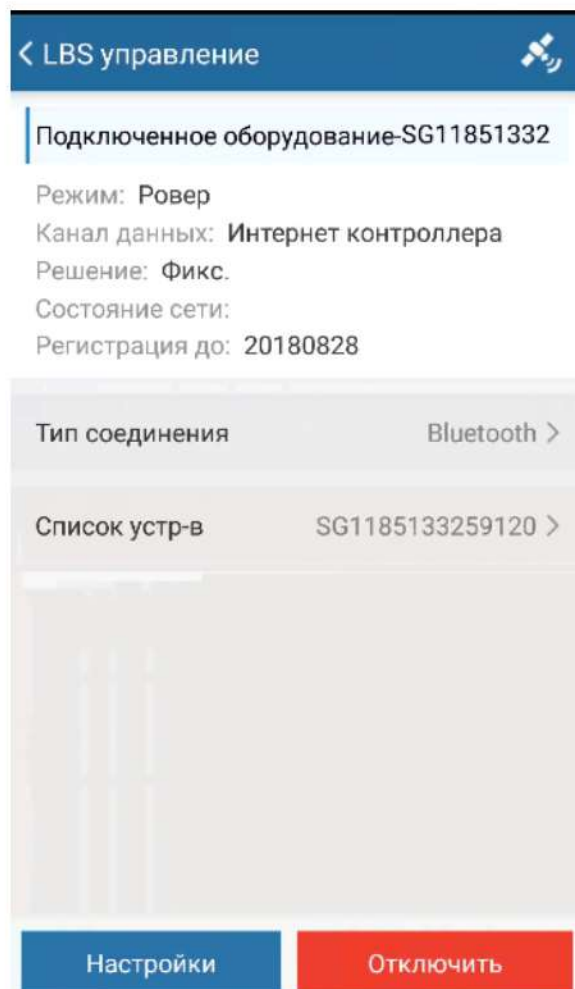 LBS управление
Подключенное оборудование-SG11851332
Режим: Ровер
Канал данных: Интернет контроллера
Решение: Фикс.
Состояние сети:
Регистрация до: 20180828
Тип соединения Bluetooth >
Список устр-в SG1185133259120 >
Настройки Отключить